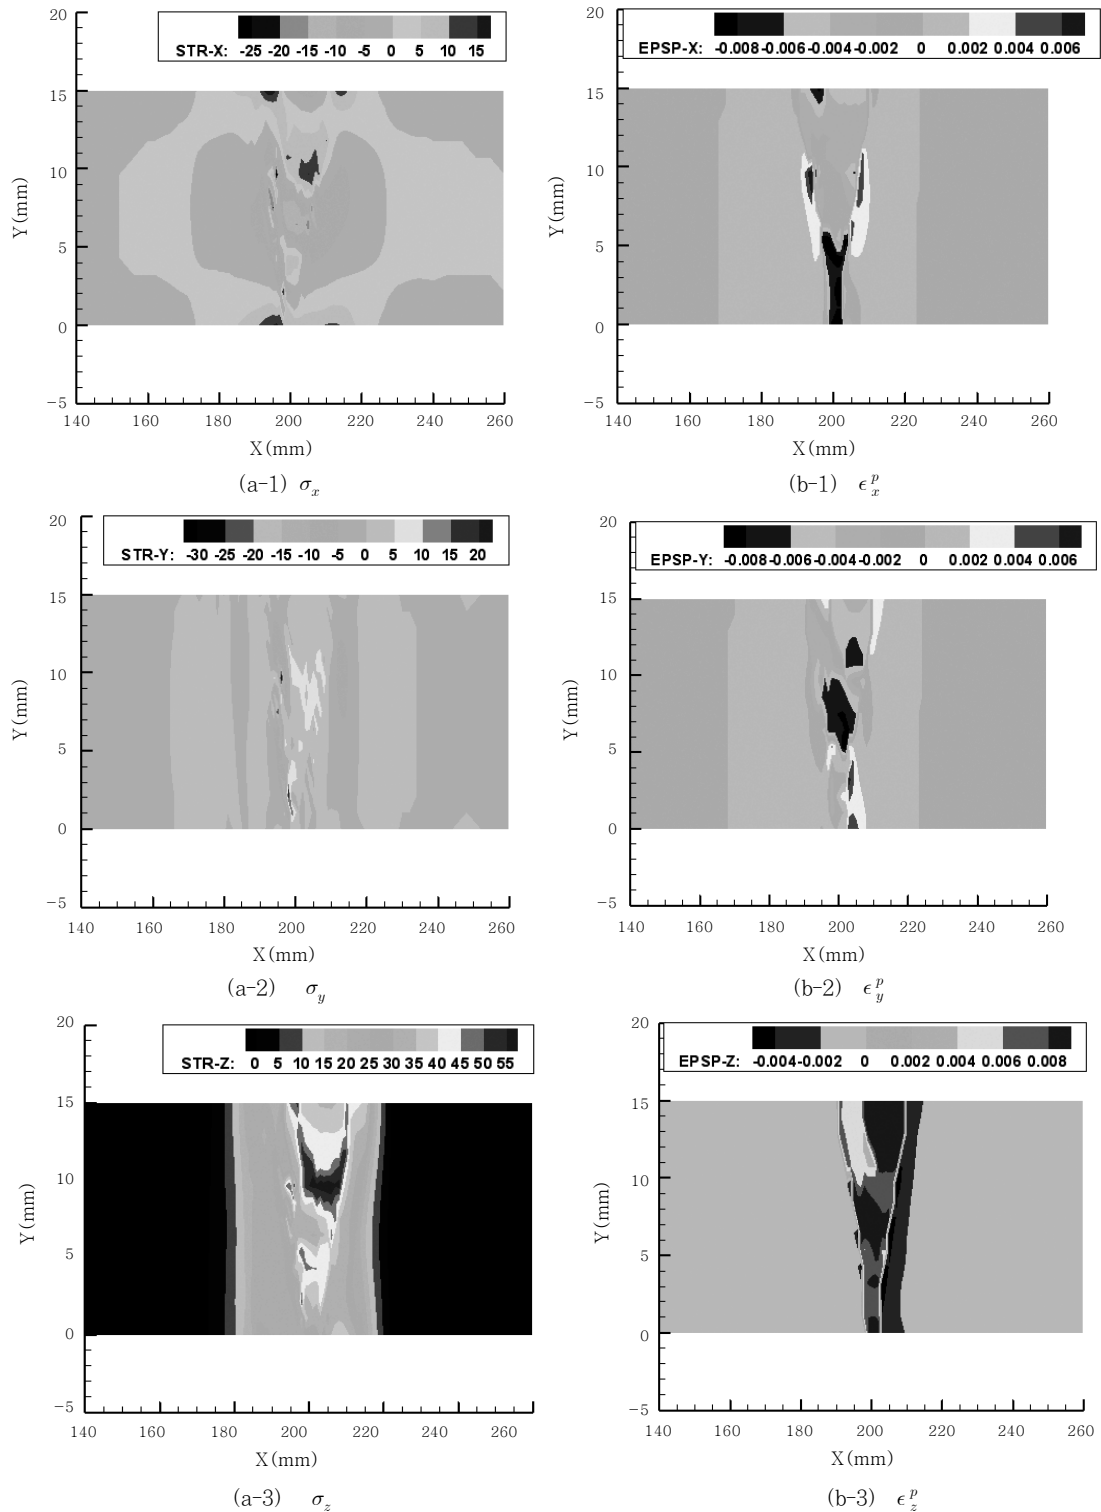 20
15
10
5
0
−5
Y(mm)
STR-X: -25 -20 -15 -10 -5 0 5 10 15
140 160 180 200 220 240 260
X(mm)
(a-1) σx
20
15
10
5
0
−5
Y(mm)
EPSP-X: -0.008 -0.006 -0.004 -0.002 0 0.002 0.004 0.006
140 160 180 200 220 240 260
X(mm)
(b-1) ϵxᵖ
20
15
10
5
0
−5
Y(mm)
STR-Y: -30 -25 -20 -15 -10 -5 0 5 10 15 20
140 160 180 200 220 240 260
X(mm)
(a-2) σy
20
15
10
5
0
−5
Y(mm)
EPSP-Y: -0.008 -0.006 -0.004 -0.002 0 0.002 0.004 0.006
140 160 180 200 220 240 260
X(mm)
(b-2) ϵyᵖ
20
15
10
5
0
−5
Y(mm)
STR-Z: 0 5 10 15 20 25 30 35 40 45 50 55
140 160 180 200 220 240 260
X(mm)
(a-3) σz
20
15
10
5
0
−5
Y(mm)
EPSP-Z: -0.004 -0.002 0 0.002 0.004 0.006 0.008
140 160 180 200 220 240 260
X(mm)
(b-3) ϵzᵖ